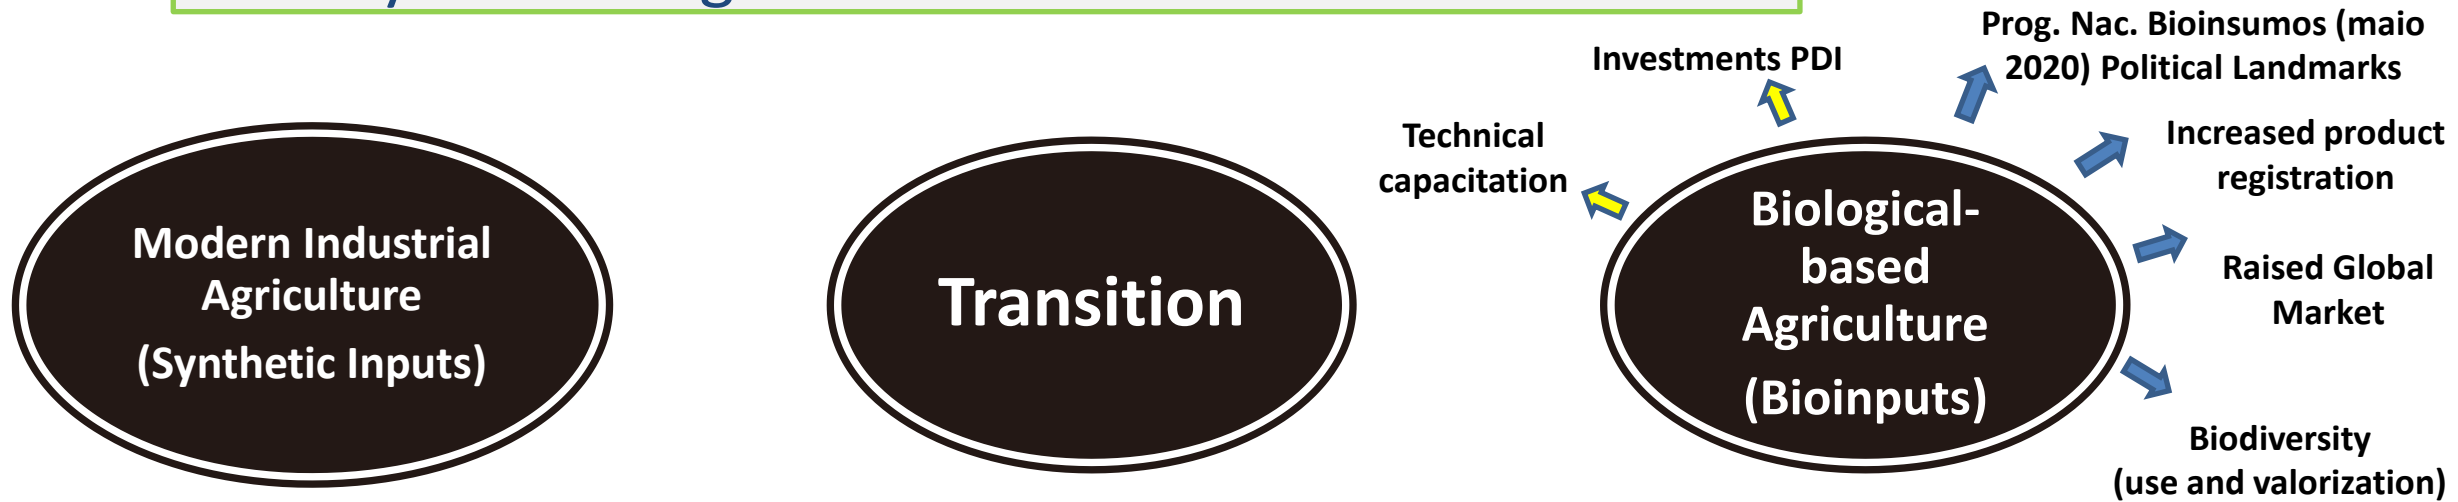 Modern Industrial
Agriculture
(Synthetic Inputs)
Transition
Biological-
based
Agriculture
(Bioinputs)
Technical
capacitation
Investments PDI
Prog. Nac. Bioinsumos (maio
2020) Political Landmarks
Increased product
registration
Raised Global
Market
Biodiversity
(use and valorization)